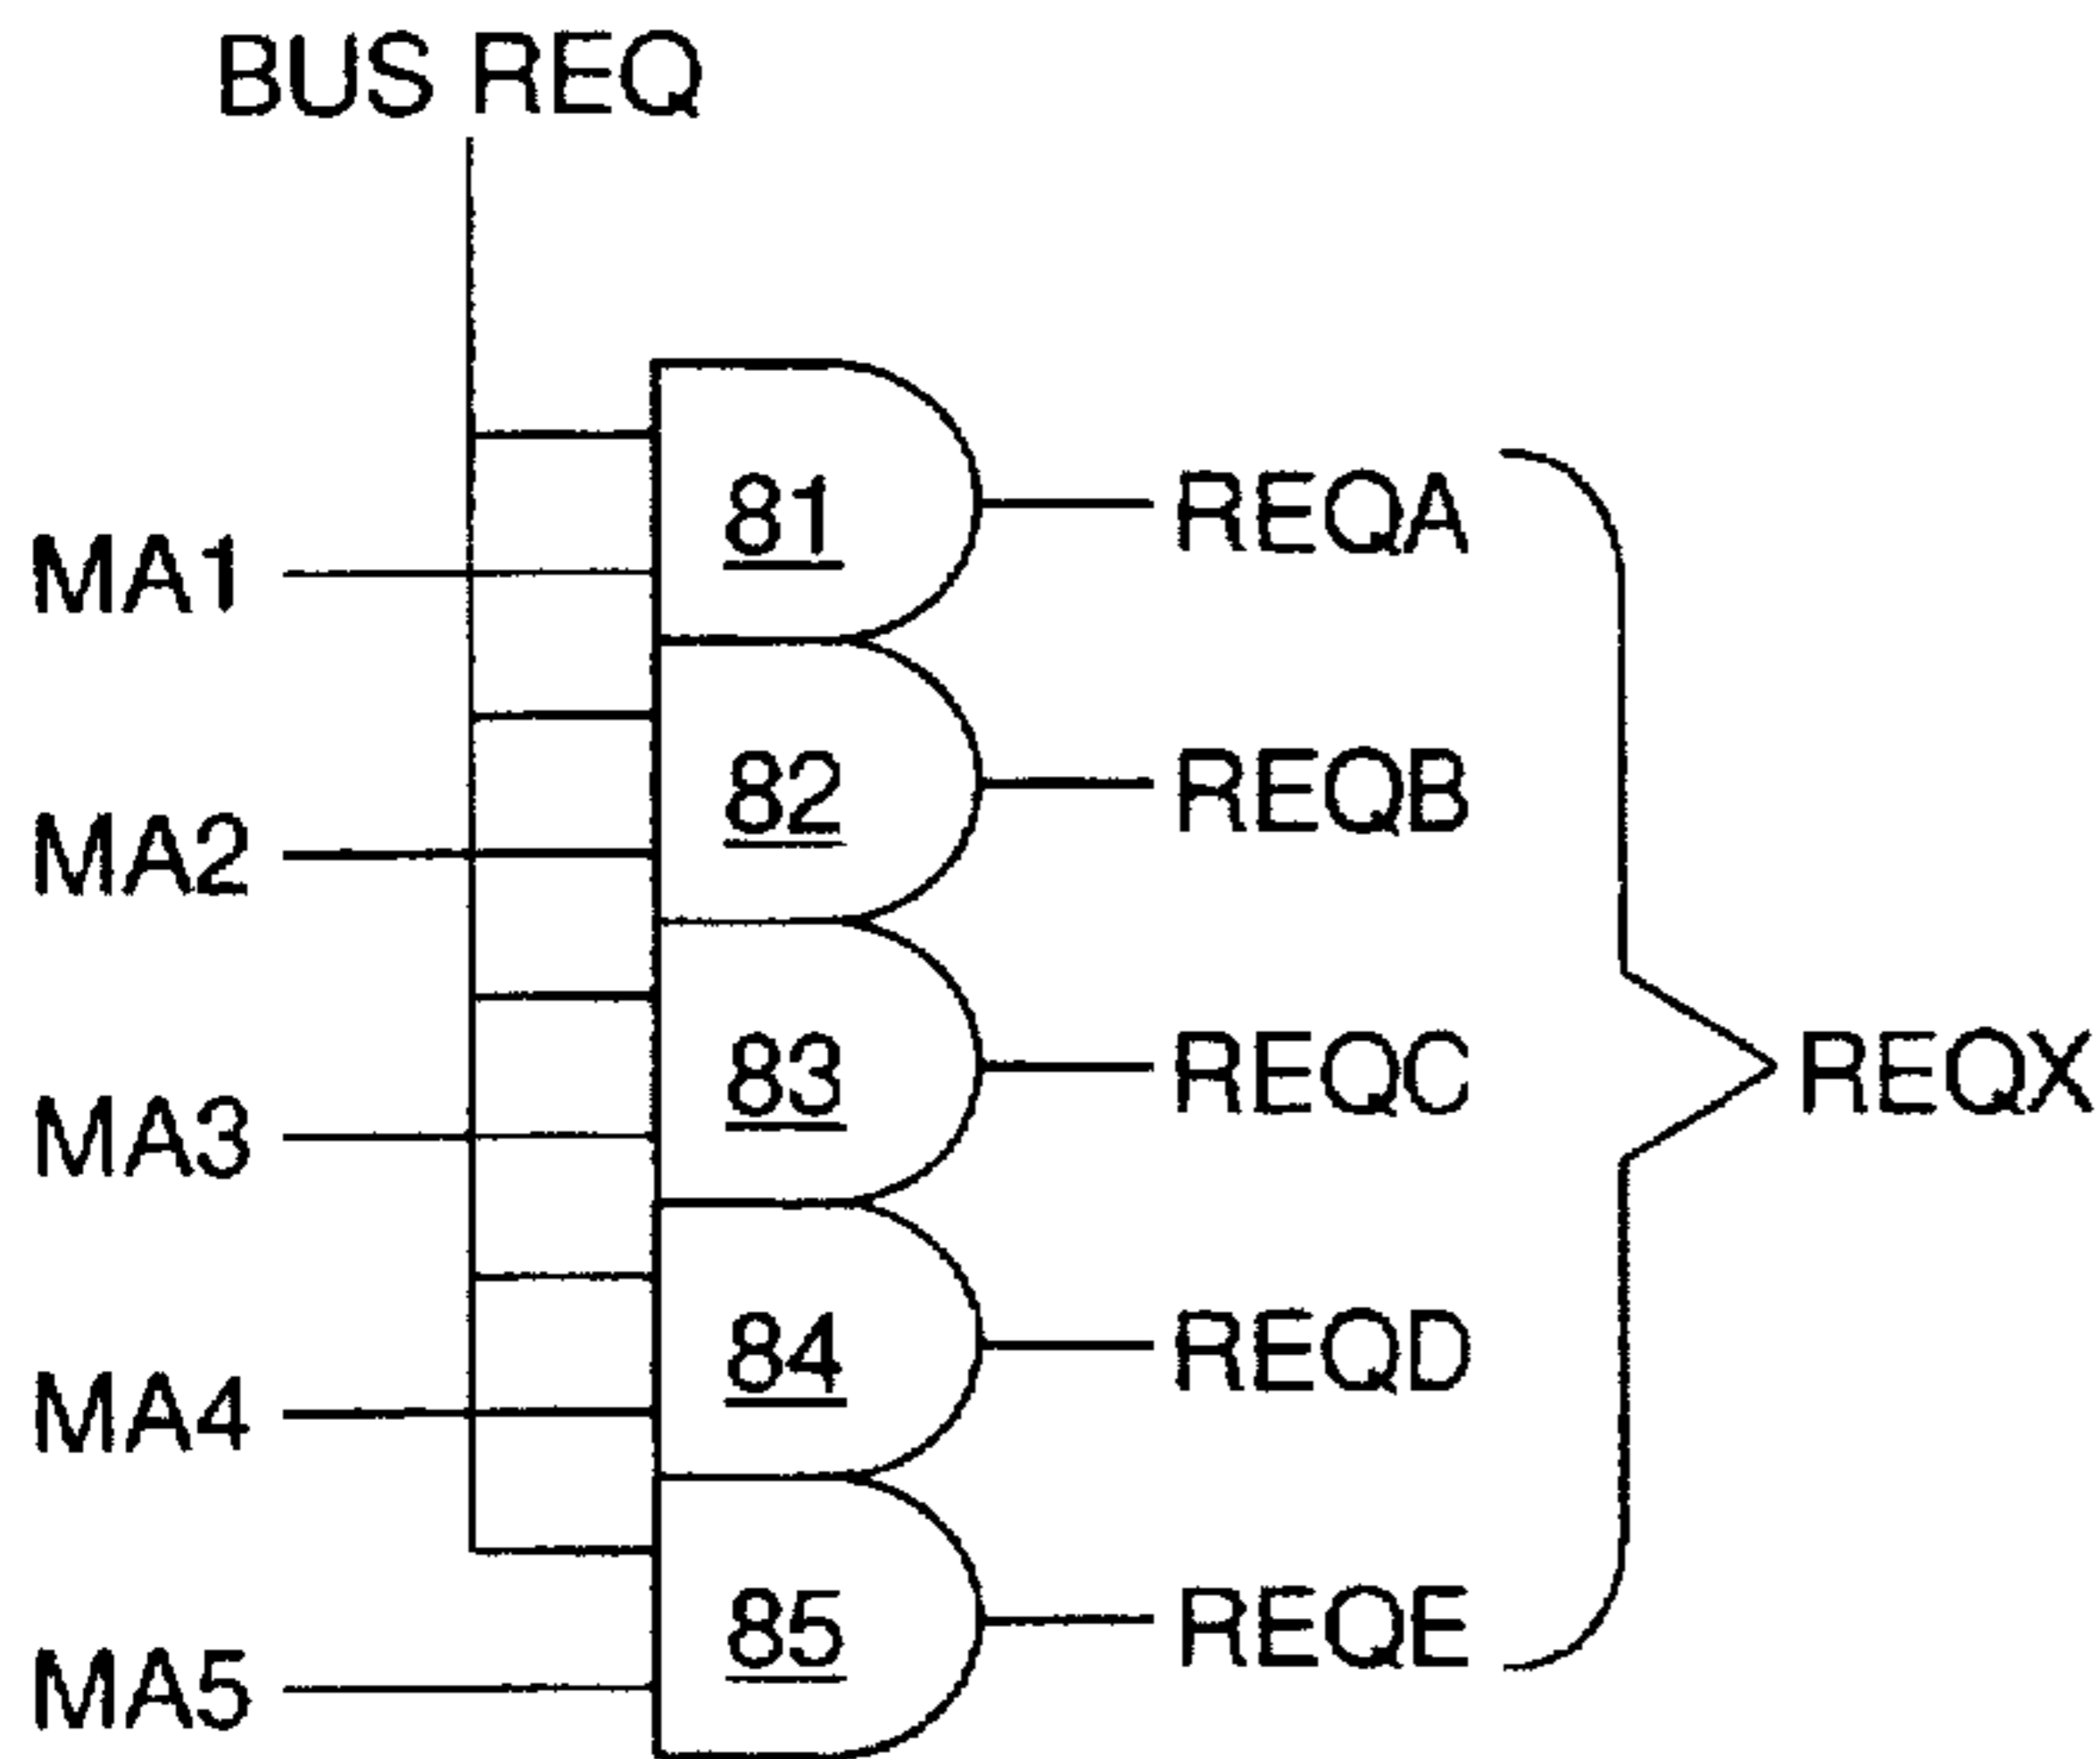 BUS REQ
81 REQA
MA1
82 REQB
MA2
83 REQC REQX
MA3
84 REQD
MA4
85 REQE
MA5